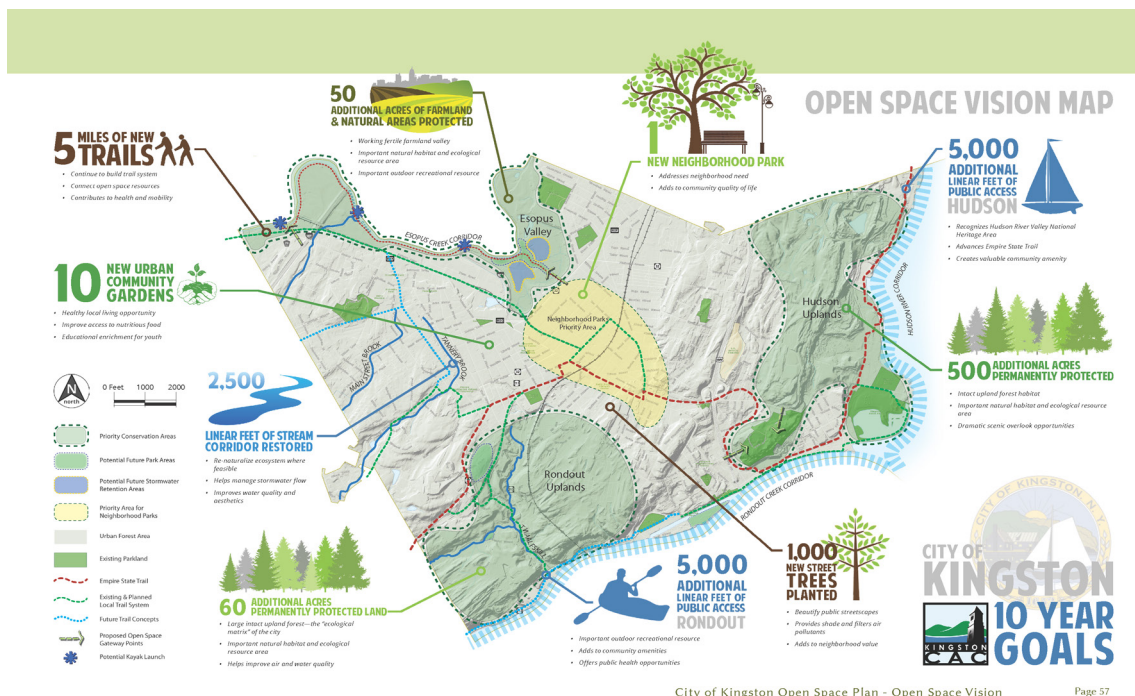 OPEN SPACE VISION MAP
50
ADDITIONAL ACRES OF FARMLAND
& NATURAL AREAS PROTECTED
• Working fertile farmland valley
• Important natural habitat and ecological
resource area
• Important outdoor recreational resource
1
NEW NEIGHBORHOOD PARK
• Addresses neighborhood need
• Adds to community quality of life
5 MILES OF NEW
TRAILS
• Continue to build trail system
• Connect open space resources
• Contributes to health and mobility
5,000
ADDITIONAL
LINEAR FEET OF
PUBLIC ACCESS
HUDSON
• Recognizes Hudson River Valley National
Heritage Area
• Advances Empire State Trail
• Creates valuable community amenity
10 NEW URBAN
COMMUNITY
GARDENS
• Healthy local living opportunity
• Improve access to nutritious food
• Educational enrichment for youth
ESOPUS CREEK CORRIDOR
Esopus
Valley
Neighborhood Parks
Priority Area
Hudson
Uplands
HUDSON RIVER CORRIDOR
MAIN STREET BROOK
TANNERY BROOK
Rondout
Uplands
RONDOUT CREEK CORRIDOR
500 ADDITIONAL ACRES
PERMANENTLY PROTECTED
• Intact upland forest habitat
• Important natural habitat and ecological resource
area
• Dramatic scenic overlook opportunities
north
0 Feet 1000 2000
2,500
LINEAR FEET OF STREAM
CORRIDOR RESTORED
• Re-naturalize ecosystem where
feasible
• Helps manage stormwater flow
• Improves water quality and
aesthetics
Priority Conservation Areas
Potential Future Park Areas
Potential Future Stormwater
Retention Areas
Priority Area for
Neighborhood Parks
Urban Forest Area
Existing Parkland
Empire State Trail
Existing & Planned
Local Trail System
Future Trail Concepts
Proposed Open Space
Gateway Points
Potential Kayak Launch
60 ADDITIONAL ACRES
PERMANENTLY PROTECTED LAND
• Large intact upland forest—the "ecological
matrix" of the city
• Important natural habitat and ecological
resource area
• Helps improve air and water quality
5,000
ADDITIONAL
LINEAR FEET OF
PUBLIC ACCESS
RONDOUT
• Important outdoor recreational resource
• Adds to community amenities
• Offers public health opportunities
1,000
NEW STREET
TREES
PLANTED
• Beautify public streetscapes
• Provides shade and filters air
pollutants
• Adds to neighborhood value
CITY OF KINGSTON, N.Y.
CITY OF
KINGSTON
KINGSTON
CAC
10 YEAR
GOALS
City of Kingston Open Space Plan - Open Space Vision Page 57